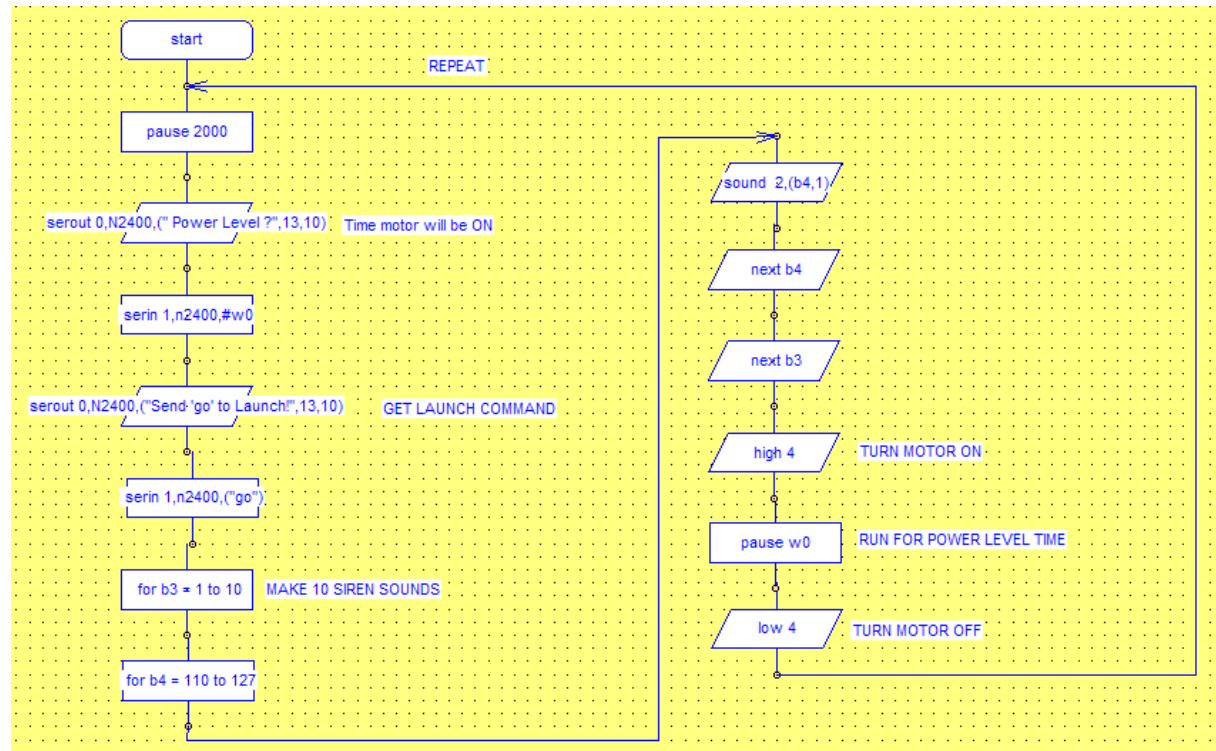 start
REPEAT
pause 2000
serout 0,N2400,(" Power Level ?",13,10)
Time motor will be ON
serin 1,n2400,#w0
serout 0,N2400,("Send 'go' to Launch!",13,10)
GET LAUNCH COMMAND
serin 1,n2400,("go")
for b3 = 1 to 10
MAKE 10 SIREN SOUNDS
for b4 = 110 to 127
sound 2,(b4,1)
next b4
next b3
high 4
TURN MOTOR ON
pause w0
RUN FOR POWER LEVEL TIME
low 4
TURN MOTOR OFF